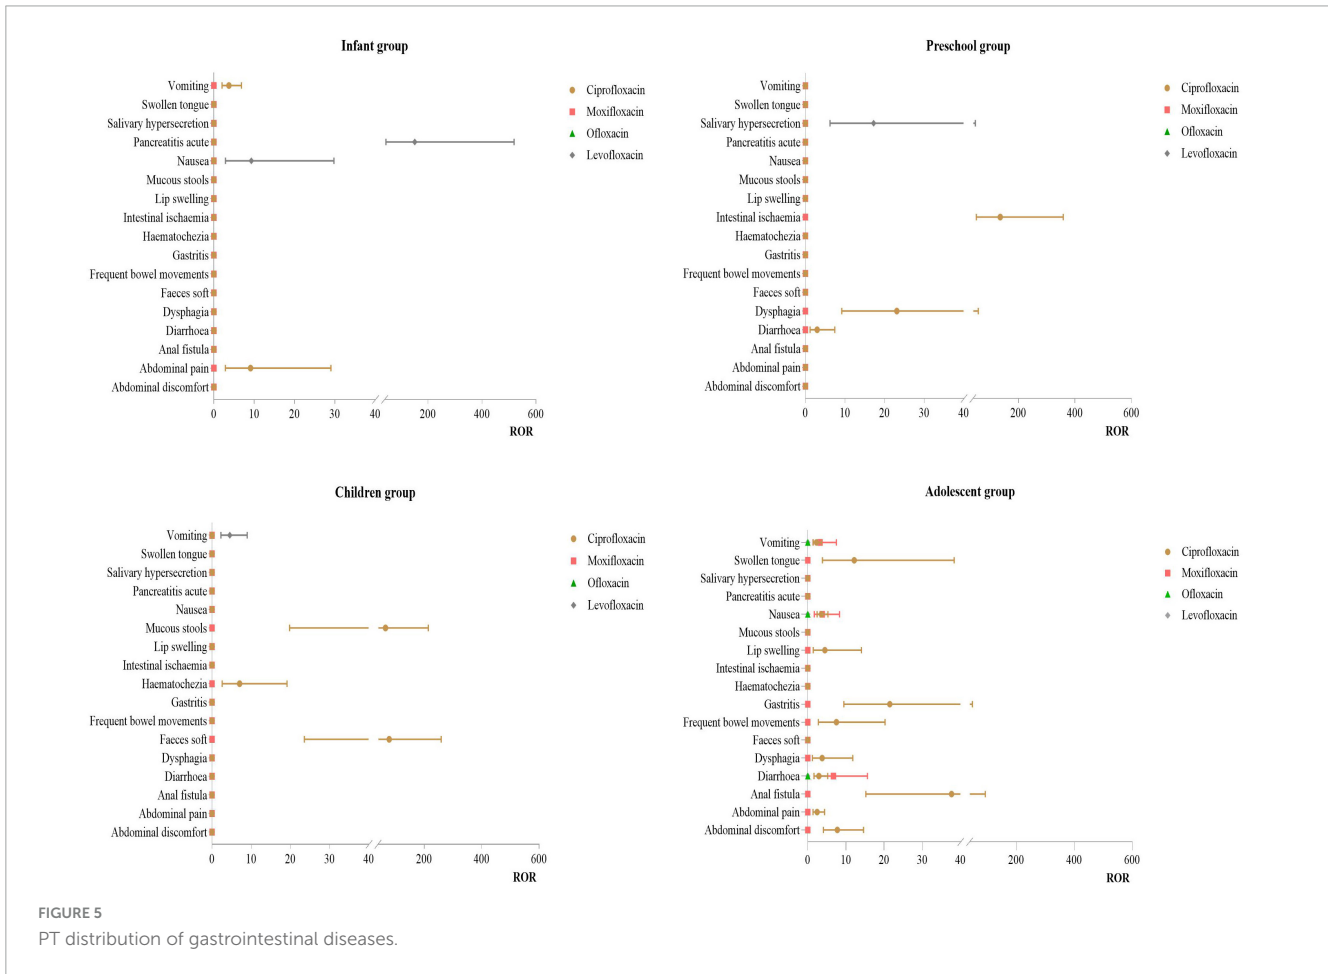 Infant group
Vomiting
Swollen tongue
Salivary hypersecretion
Pancreatitis acute
Nausea
Mucous stools
Lip swelling
Intestinal ischaemia
Haematochezia
Gastritis
Frequent bowel movements
Faeces soft
Dysphagia
Diarrhoea
Anal fistula
Abdominal pain
Abdominal discomfort
0 10 20 30 40 200 400 600
ROR
Ciprofloxacin
Moxifloxacin
Ofloxacin
Levofloxacin
Preschool group
Vomiting
Swollen tongue
Salivary hypersecretion
Pancreatitis acute
Nausea
Mucous stools
Lip swelling
Intestinal ischaemia
Haematochezia
Gastritis
Frequent bowel movements
Faeces soft
Dysphagia
Diarrhoea
Anal fistula
Abdominal pain
Abdominal discomfort
0 10 20 30 40 200 400 600
ROR
Ciprofloxacin
Moxifloxacin
Ofloxacin
Levofloxacin
Children group
Vomiting
Swollen tongue
Salivary hypersecretion
Pancreatitis acute
Nausea
Mucous stools
Lip swelling
Intestinal ischaemia
Haematochezia
Gastritis
Frequent bowel movements
Faeces soft
Dysphagia
Diarrhoea
Anal fistula
Abdominal pain
Abdominal discomfort
0 10 20 30 40 200 400 600
ROR
Ciprofloxacin
Moxifloxacin
Ofloxacin
Levofloxacin
Adolescent group
Vomiting
Swollen tongue
Salivary hypersecretion
Pancreatitis acute
Nausea
Mucous stools
Lip swelling
Intestinal ischaemia
Haematochezia
Gastritis
Frequent bowel movements
Faeces soft
Dysphagia
Diarrhoea
Anal fistula
Abdominal pain
Abdominal discomfort
0 10 20 30 40 200 400 600
ROR
Ciprofloxacin
Moxifloxacin
Ofloxacin
Levofloxacin
FIGURE 5
PT distribution of gastrointestinal diseases.